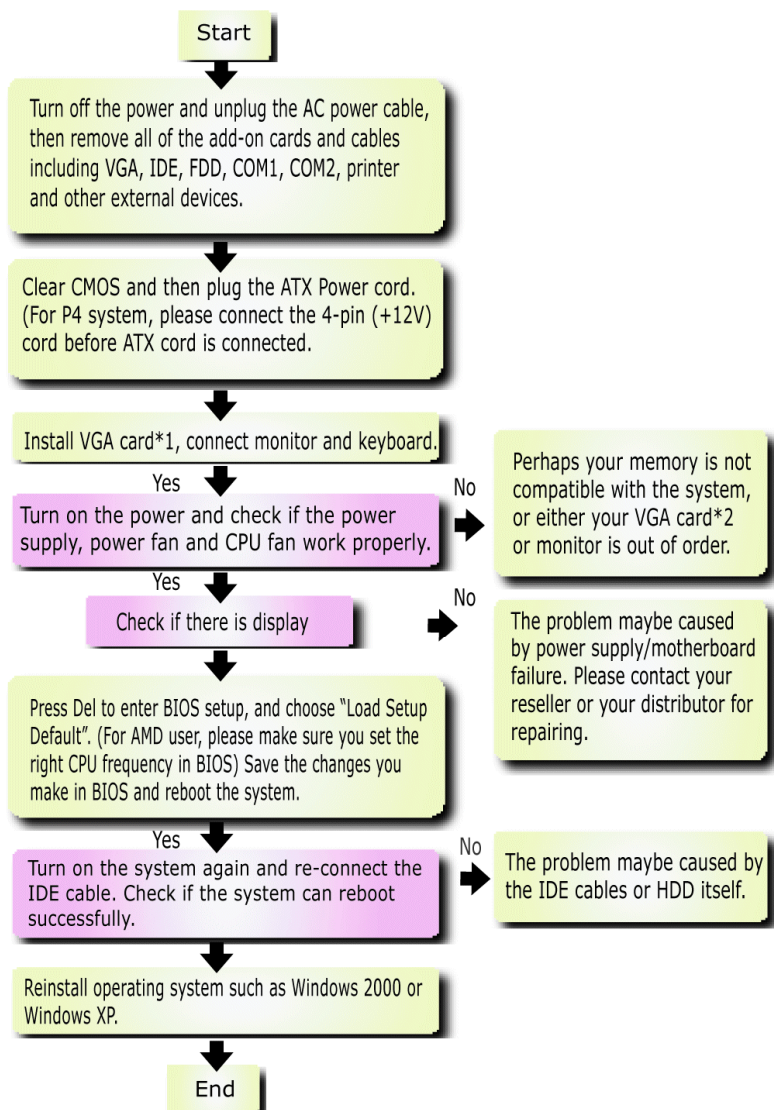 Start
Turn off the power and unplug the AC power cable,
then remove all of the add-on cards and cables
including VGA, IDE, FDD, COM1, COM2, printer
and other external devices.
Clear CMOS and then plug the ATX Power cord.
(For P4 system, please connect the 4-pin (+12V)
cord before ATX cord is connected.
Install VGA card*1, connect monitor and keyboard.
Yes
No
Turn on the power and check if the power
supply, power fan and CPU fan work properly.
Perhaps your memory is not
compatible with the system,
or either your VGA card*2
or monitor is out of order.
Yes
No
Check if there is display
The problem maybe caused
by power supply/motherboard
failure. Please contact your
reseller or your distributor for
repairing.
Press Del to enter BIOS setup, and choose “Load Setup
Default”. (For AMD user, please make sure you set the
right CPU frequency in BIOS) Save the changes you
make in BIOS and reboot the system.
Yes
No
Turn on the system again and re-connect the
IDE cable. Check if the system can reboot
successfully.
The problem maybe caused by
the IDE cables or HDD itself.
Reinstall operating system such as Windows 2000 or
Windows XP.
End